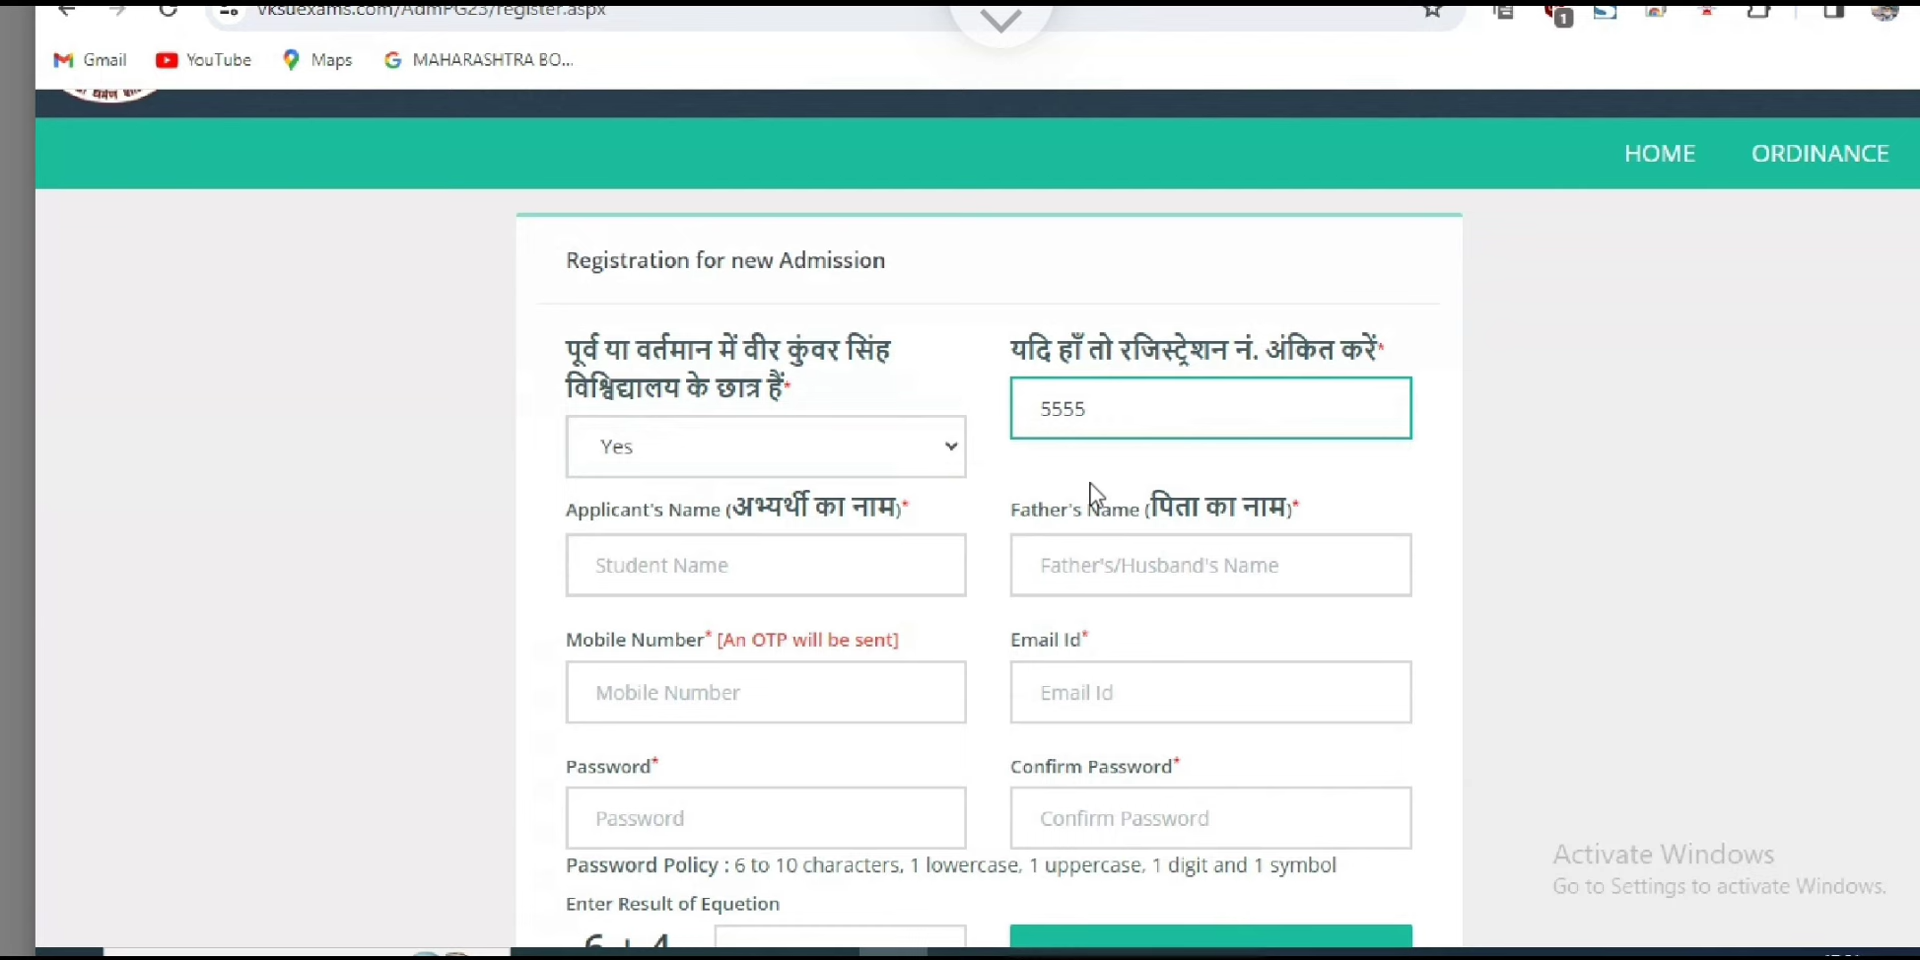 vksuexams.com/AdmPG23/register.aspx
1
Gmail YouTube Maps MAHARASHTRA BO...
HOME ORDINANCE
Registration for new Admission
पूर्व या वर्तमान में वीर कुंवर सिंह
विश्विद्यालय के छात्र हैं*
Yes
यदि हाँ तो रजिस्ट्रेशन नं. अंकित करें*
5555
Applicant's Name (अभ्यर्थी का नाम)*
Student Name
Father's Name (पिता का नाम)*
Father's/Husband's Name
Mobile Number* [An OTP will be sent]
Mobile Number
Email Id*
Email Id
Password*
Password
Confirm Password*
Confirm Password
Password Policy : 6 to 10 characters, 1 lowercase, 1 uppercase, 1 digit and 1 symbol
Enter Result of Equetion
6 + 4
Activate Windows
Go to Settings to activate Windows.